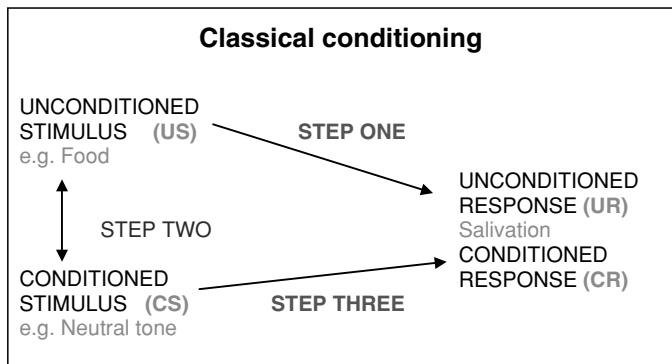 Classical conditioning
UNCONDITIONED
STIMULUS (US)
e.g. Food
STEP ONE
UNCONDITIONED
RESPONSE (UR)
Salivation
STEP TWO
CONDITIONED
RESPONSE (CR)
CONDITIONED
STIMULUS (CS)
e.g. Neutral tone
STEP THREE